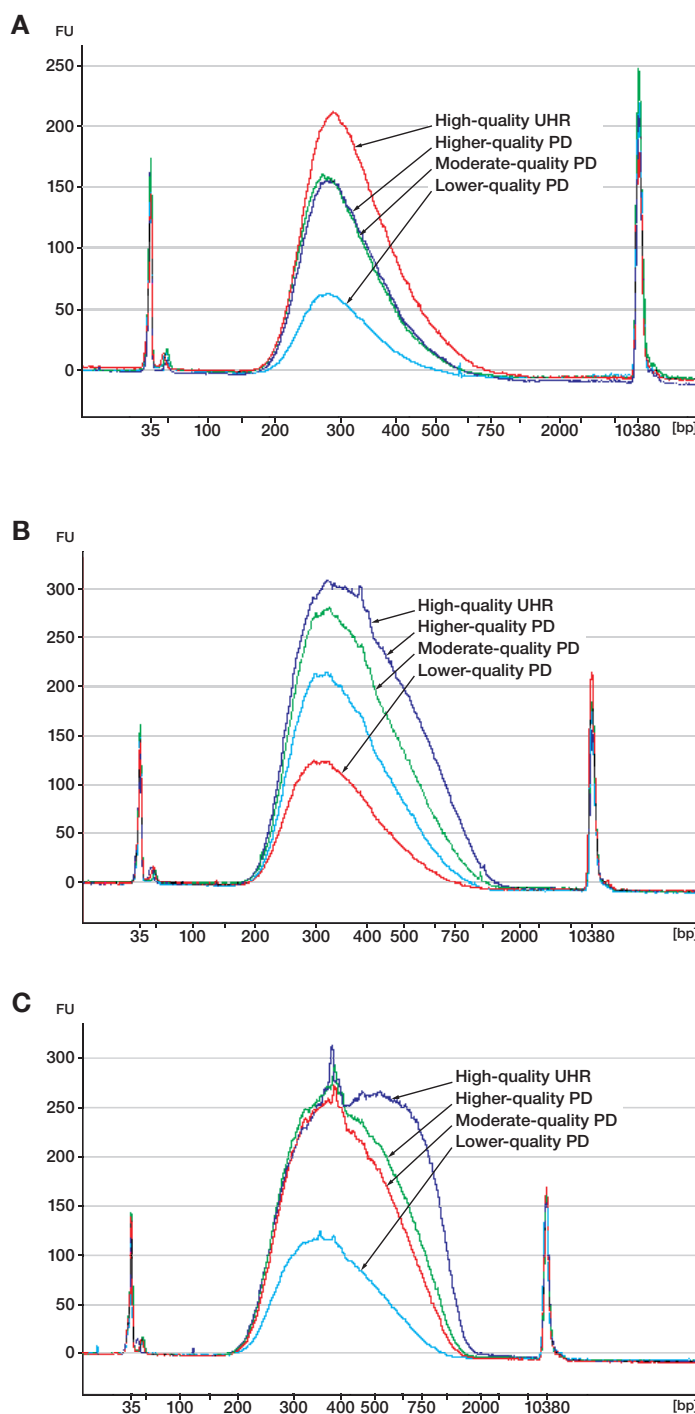 A
FU
250
200
150
100
50
0
High-quality UHR
Higher-quality PD
Moderate-quality PD
Lower-quality PD
35 100 200 300 400 500 750 2000 10380 [bp]
B
FU
300
250
200
150
100
50
0
High-quality UHR
Higher-quality PD
Moderate-quality PD
Lower-quality PD
35 100 200 300 400 500 750 2000 10380 [bp]
C
FU
300
250
200
150
100
50
0
High-quality UHR
Higher-quality PD
Moderate-quality PD
Lower-quality PD
35 100 200 300 400 500 750 2000 10380 [bp]